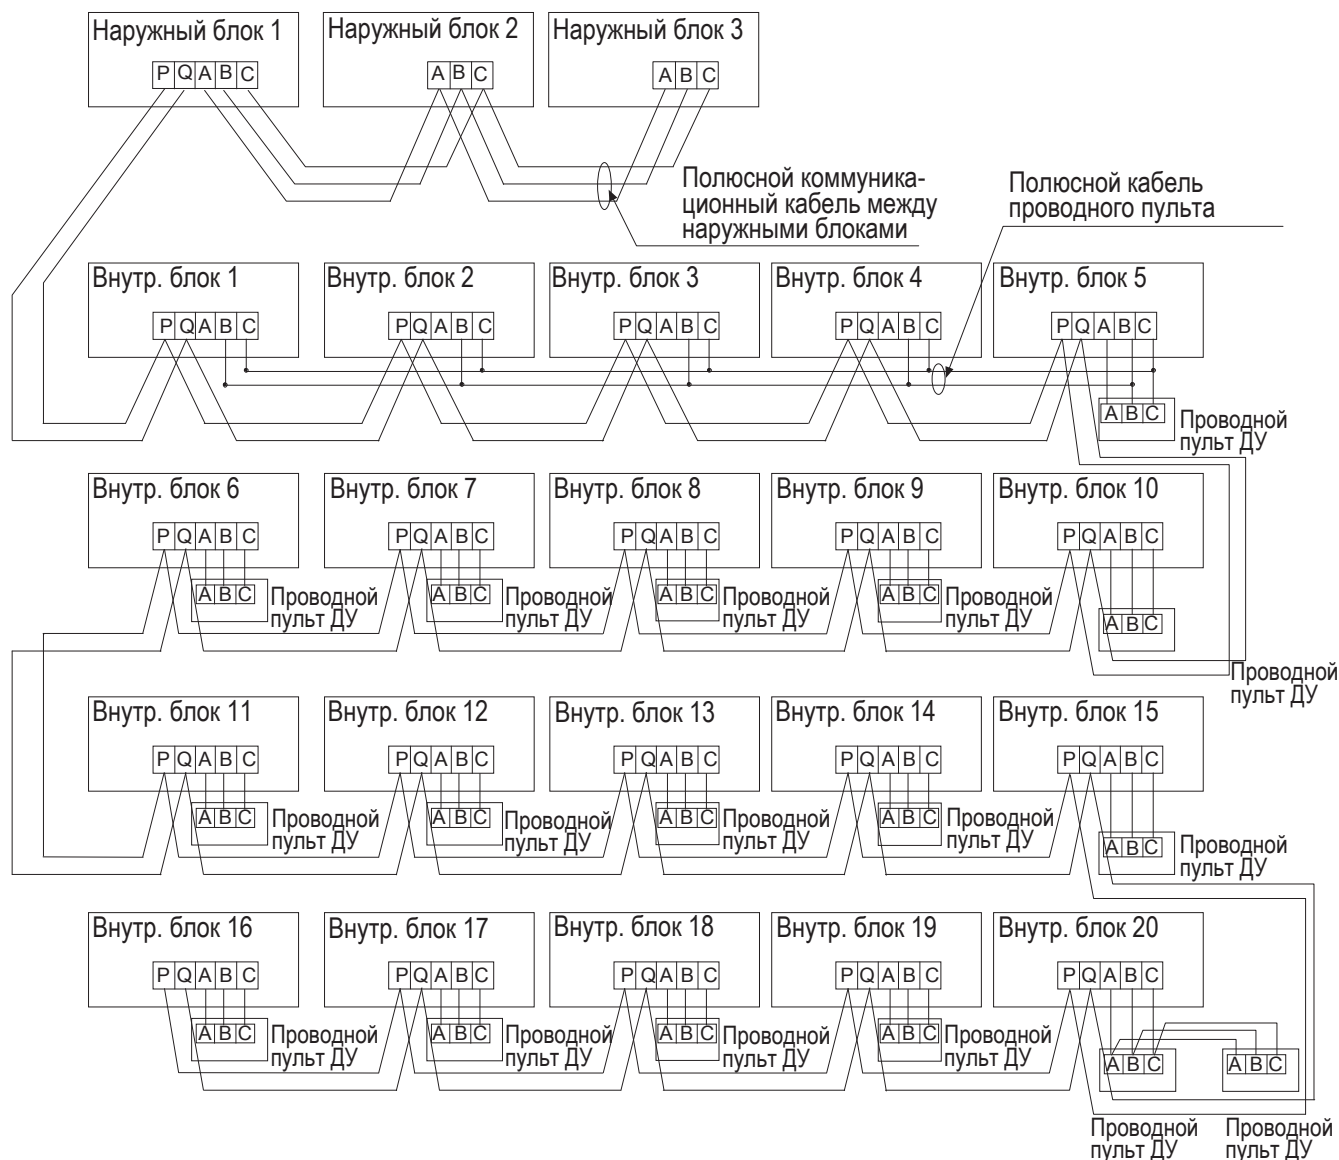 Наружный блок 1
Наружный блок 2
Наружный блок 3
P Q A B C
A B C
A B C
Полюсной коммуника-
ционный кабель между
наружными блоками
Полюсной кабель
проводного пульта
Внутр. блок 1
Внутр. блок 2
Внутр. блок 3
Внутр. блок 4
Внутр. блок 5
P Q A B C
P Q A B C
P Q A B C
P Q A B C
P Q A B C
A B C
Проводной
пульт ДУ
Внутр. блок 6
Внутр. блок 7
Внутр. блок 8
Внутр. блок 9
Внутр. блок 10
P Q A B C
P Q A B C
P Q A B C
P Q A B C
P Q A B C
A B C
Проводной
пульт ДУ
A B C
Проводной
пульт ДУ
A B C
Проводной
пульт ДУ
A B C
Проводной
пульт ДУ
A B C
Проводной
пульт ДУ
Внутр. блок 11
Внутр. блок 12
Внутр. блок 13
Внутр. блок 14
Внутр. блок 15
P Q A B C
P Q A B C
P Q A B C
P Q A B C
P Q A B C
A B C
Проводной
пульт ДУ
A B C
Проводной
пульт ДУ
A B C
Проводной
пульт ДУ
A B C
Проводной
пульт ДУ
A B C
Проводной
пульт ДУ
Внутр. блок 16
Внутр. блок 17
Внутр. блок 18
Внутр. блок 19
Внутр. блок 20
P Q A B C
P Q A B C
P Q A B C
P Q A B C
P Q A B C
A B C
Проводной
пульт ДУ
A B C
Проводной
пульт ДУ
A B C
Проводной
пульт ДУ
A B C
Проводной
пульт ДУ
A B C
A B C
Проводной
пульт ДУ
Проводной
пульт ДУ